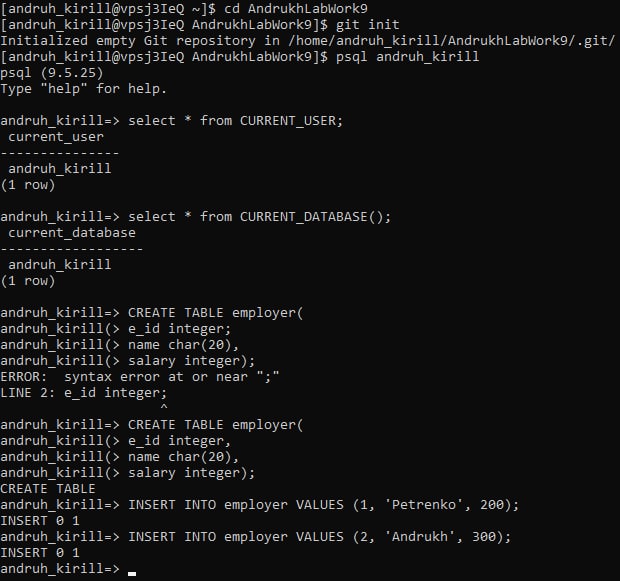 [andruh_kirill@vpsj3IeQ ~]$ cd AndrukhLabWork9
[andruh_kirill@vpsj3IeQ AndrukhLabWork9]$ git init
Initialized empty Git repository in /home/andruh_kirill/AndrukhLabWork9/.git/
[andruh_kirill@vpsj3IeQ AndrukhLabWork9]$ psql andruh_kirill
psql (9.5.25)
Type "help" for help.

andruh_kirill=> select * from CURRENT_USER;
 current_user
---------------
 andruh_kirill
(1 row)

andruh_kirill=> select * from CURRENT_DATABASE();
 current_database
------------------
 andruh_kirill
(1 row)

andruh_kirill=> CREATE TABLE employer(
andruh_kirill(> e_id integer;
andruh_kirill(> name char(20),
andruh_kirill(> salary integer);
ERROR:  syntax error at or near ";"
LINE 2: e_id integer;
                    ^
andruh_kirill=> CREATE TABLE employer(
andruh_kirill(> e_id integer,
andruh_kirill(> name char(20),
andruh_kirill(> salary integer);
CREATE TABLE
andruh_kirill=> INSERT INTO employer VALUES (1, 'Petrenko', 200);
INSERT 0 1
andruh_kirill=> INSERT INTO employer VALUES (2, 'Andrukh', 300);
INSERT 0 1
andruh_kirill=>